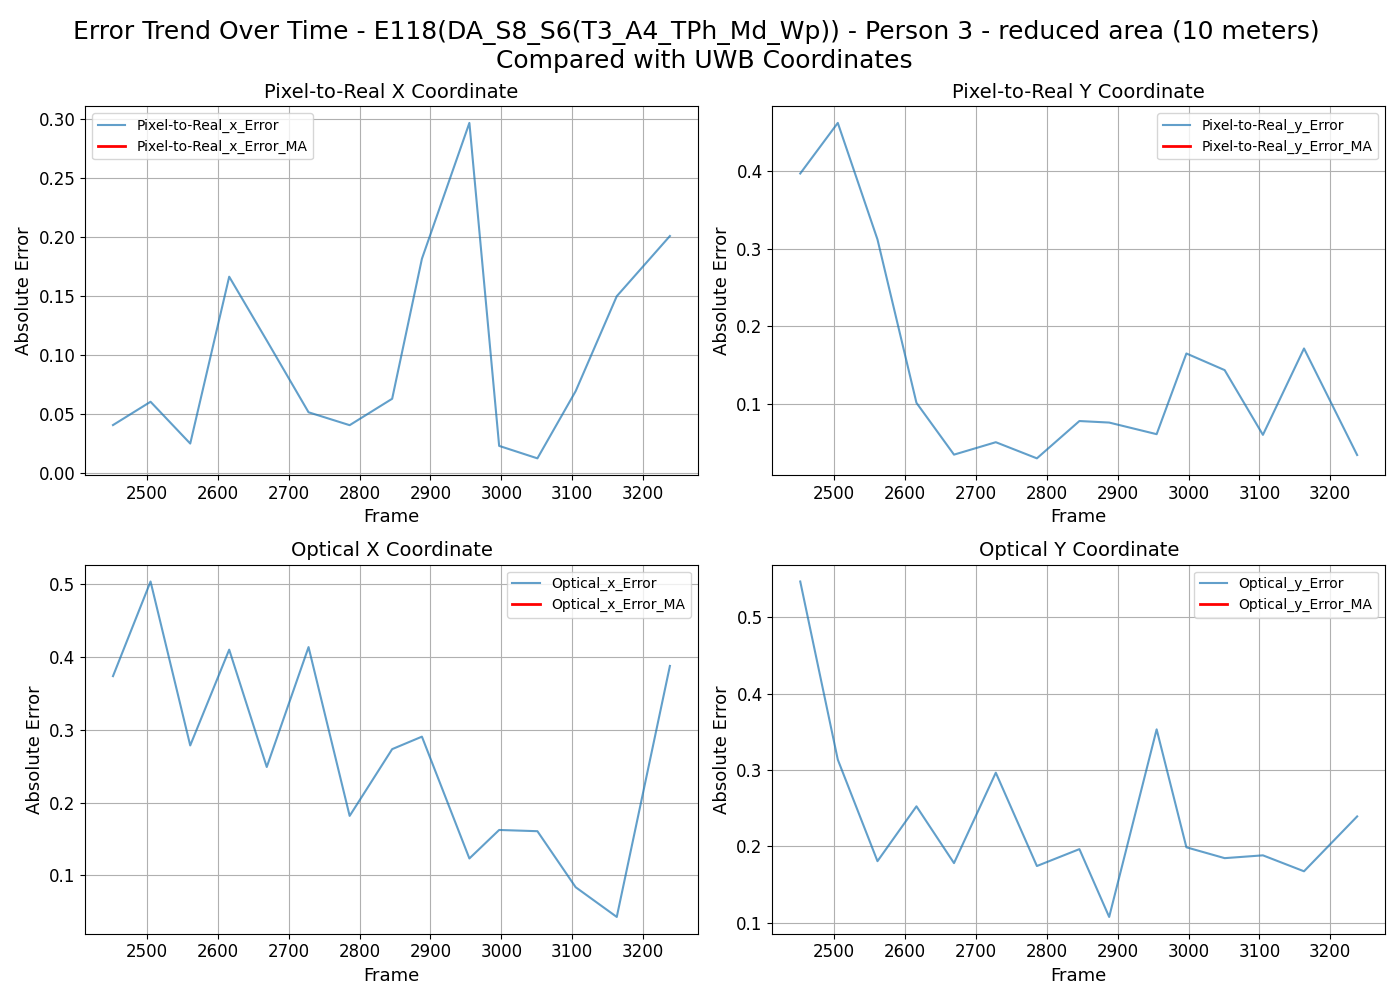 Error Trend Over Time - E118(DA_S8_S6(T3_A4_TPh_Md_Wp)) - Person 3 - reduced area (10 meters)
Compared with UWB Coordinates
Pixel-to-Real X Coordinate
Pixel-to-Real_x_Error
Pixel-to-Real_x_Error_MA
Absolute Error
0.30
0.25
0.20
0.15
0.10
0.05
0.00
2500 2600 2700 2800 2900 3000 3100 3200
Frame
Pixel-to-Real Y Coordinate
Pixel-to-Real_y_Error
Pixel-to-Real_y_Error_MA
Absolute Error
0.4
0.3
0.2
0.1
2500 2600 2700 2800 2900 3000 3100 3200
Frame
Optical X Coordinate
Optical_x_Error
Optical_x_Error_MA
Absolute Error
0.5
0.4
0.3
0.2
0.1
2500 2600 2700 2800 2900 3000 3100 3200
Frame
Optical Y Coordinate
Optical_y_Error
Optical_y_Error_MA
Absolute Error
0.5
0.4
0.3
0.2
0.1
2500 2600 2700 2800 2900 3000 3100 3200
Frame